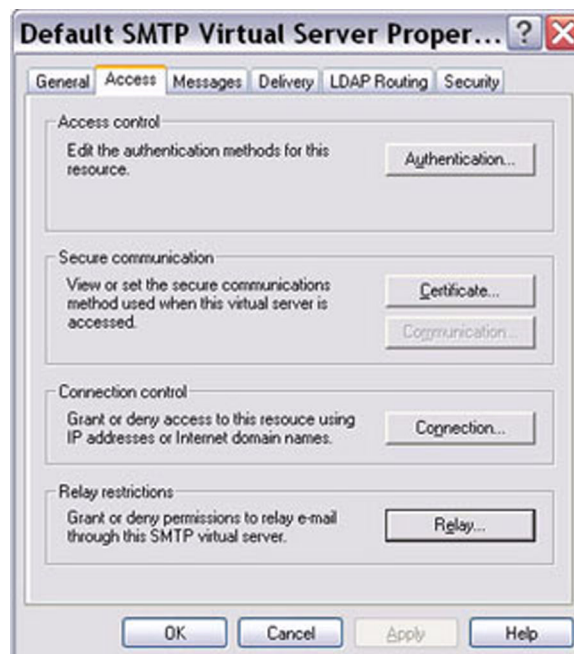 Default SMTP Virtual Server Proper...
General Access Messages Delivery LDAP Routing Security
Access control
Edit the authentication methods for this
resource.
Authentication...
Secure communication
View or set the secure communications
method used when this virtual server is
accessed.
Certificate...
Communication...
Connection control
Grant or deny access to this resouce using
IP addresses or Internet domain names.
Connection...
Relay restrictions
Grant or deny permissions to relay e-mail
through this SMTP virtual server.
Relay...
OK Cancel Apply Help